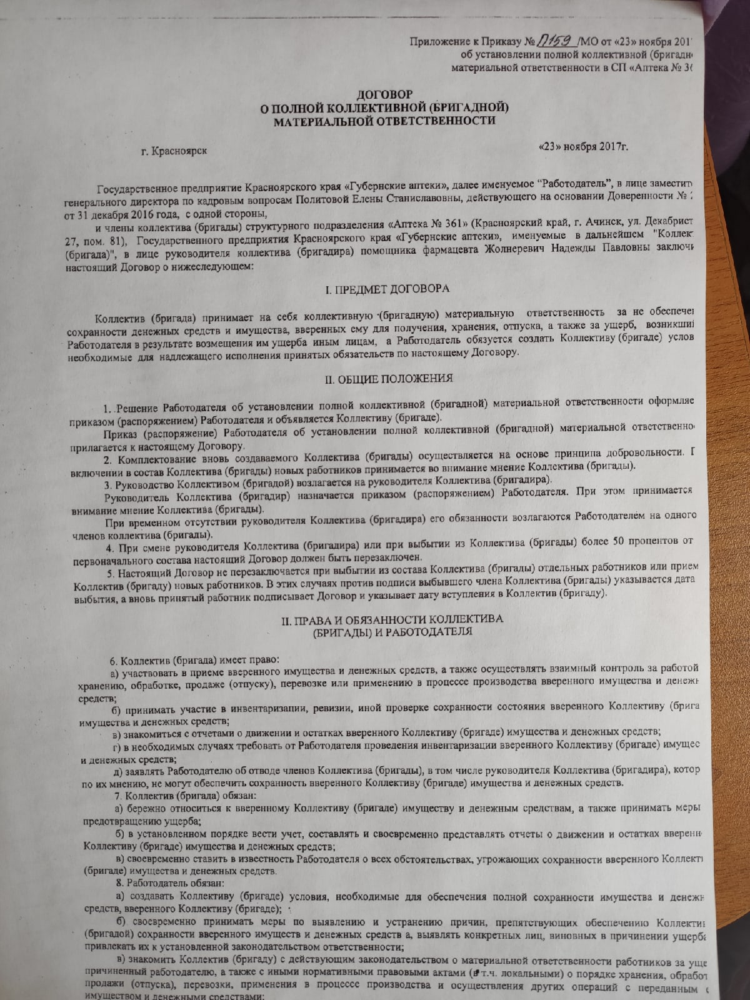 Приложение к Приказу № П159 /МО от «23» ноября 201
об установлении полной коллективной (бригадн
материальной ответственности в СП «Аптека № 36
ДОГОВОР
О ПОЛНОЙ КОЛЛЕКТИВНОЙ (БРИГАДНОЙ)
МАТЕРИАЛЬНОЙ ОТВЕТСТВЕННОСТИ
г. Красноярск «23» ноября 2017г.
Государственное предприятие Красноярского края «Губернские аптеки», далее именуемое “Работодатель”, в лице заместит
генерального директора по кадровым вопросам Политовой Елены Станиславовны, действующего на основании Доверенности №
от 31 декабря 2016 года, с одной стороны,
и члены коллектива (бригады) структурного подразделения «Аптека № 361» (Красноярский край, г. Ачинск, ул. Декабрист
27, пом. 81), Государственного предприятия Красноярского края «Губернские аптеки», именуемые в дальнейшем "Коллек
(бригада)", в лице руководителя коллектива (бригадира) помощника фармацевта Жолнеревич Надежды Павловны заключ
настоящий Договор о нижеследующем:
I. ПРЕДМЕТ ДОГОВОРА
Коллектив (бригада) принимает на себя коллективную (бригадную) материальную ответственность за не обеспече
сохранности денежных средств и имущества, вверенных ему для получения, хранения, отпуска, а также за ущерб, возникши
Работодателя в результате возмещения им ущерба иным лицам, а Работодатель обязуется создать Коллективу (бригаде) услов
необходимые для надлежащего исполнения принятых обязательств по настоящему Договору.
II. ОБЩИЕ ПОЛОЖЕНИЯ
1. Решение Работодателя об установлении полной коллективной (бригадной) материальной ответственности оформляе
приказом (распоряжением) Работодателя и объявляется Коллективу (бригаде).
Приказ (распоряжение) Работодателя об установлении полной коллективной (бригадной) материальной ответственно
прилагается к настоящему Договору.
2. Комплектование вновь создаваемого Коллектива (бригады) осуществляется на основе принципа добровольности. П
включении в состав Коллектива (бригады) новых работников принимается во внимание мнение Коллектива (бригады).
3. Руководство Коллективом (бригадой) возлагается на руководителя Коллектива (бригадира).
Руководитель Коллектива (бригадир) назначается приказом (распоряжением) Работодателя. При этом принимается
внимание мнение Коллектива (бригады).
При временном отсутствии руководителя Коллектива (бригадира) его обязанности возлагаются Работодателем на одного
членов коллектива (бригады).
4. При смене руководителя Коллектива (бригадира) или при выбытии из Коллектива (бригады) более 50 процентов от
первоначального состава настоящий Договор должен быть перезаключен.
5. Настоящий Договор не перезаключается при выбытии из состава Коллектива (бригады) отдельных работников или прием
Коллектив (бригаду) новых работников. В этих случаях против подписи выбывшего члена Коллектива (бригады) указывается дата
выбытия, а вновь принятый работник подписывает Договор и указывает дату вступления в Коллектив (бригаду).
II. ПРАВА И ОБЯЗАННОСТИ КОЛЛЕКТИВА
(БРИГАДЫ) И РАБОТОДАТЕЛЯ
6. Коллектив (бригада) имеет право:
а) участвовать в приеме вверенного имущества и денежных средств, а также осуществлять взаимный контроль за работой
хранению, обработке, продаже (отпуску), перевозке или применению в процессе производства вверенного имущества и денежн
средств;
б) принимать участие в инвентаризации, ревизии, иной проверке сохранности состояния вверенного Коллективу (брига
имущества и денежных средств;
в) знакомиться с отчетами о движении и остатках вверенного Коллективу (бригаде) имущества и денежных средств;
г) в необходимых случаях требовать от Работодателя проведения инвентаризации вверенного Коллективу (бригаде) имущес
и денежных средств;
д) заявлять Работодателю об отводе членов Коллектива (бригады), в том числе руководителя Коллектива (бригадира), котор
по их мнению, не могут обеспечить сохранность вверенного Коллективу (бригаде) имущества и денежных средств.
7. Коллектив (бригада) обязан:
а) бережно относиться к вверенному Коллективу (бригаде) имуществу и денежным средствам, а также принимать меры
предотвращению ущерба;
б) в установленном порядке вести учет, составлять и своевременно представлять отчеты о движении и остатках вверенн
Коллективу (бригаде) имущества и денежных средств;
в) своевременно ставить в известность Работодателя о всех обстоятельствах, угрожающих сохранности вверенного Коллект
(бригаде) имущества и денежных средств.
8. Работодатель обязан:
а) создавать Коллективу (бригаде) условия, необходимые для обеспечения полной сохранности имущества и денежн
средств, вверенного Коллективу (бригаде);
б) своевременно принимать меры по выявлению и устранению причин, препятствующих обеспечению Коллекти
(бригадой) сохранности вверенного имуществ и денежных средств а, выявлять конкретных лиц, виновных в причинении ущерба
привлекать их к установленной законодательством ответственности;
в) знакомить Коллектив (бригаду) с действующим законодательством о материальной ответственности работников за уще
причиненный работодателю, а также с иными нормативными правовыми актами (в т.ч. локальными) о порядке хранения, обработ
продажи (отпуска), перевозки, применения в процессе производства и осуществления других операций с переданным
имуществом и денежными средствами;